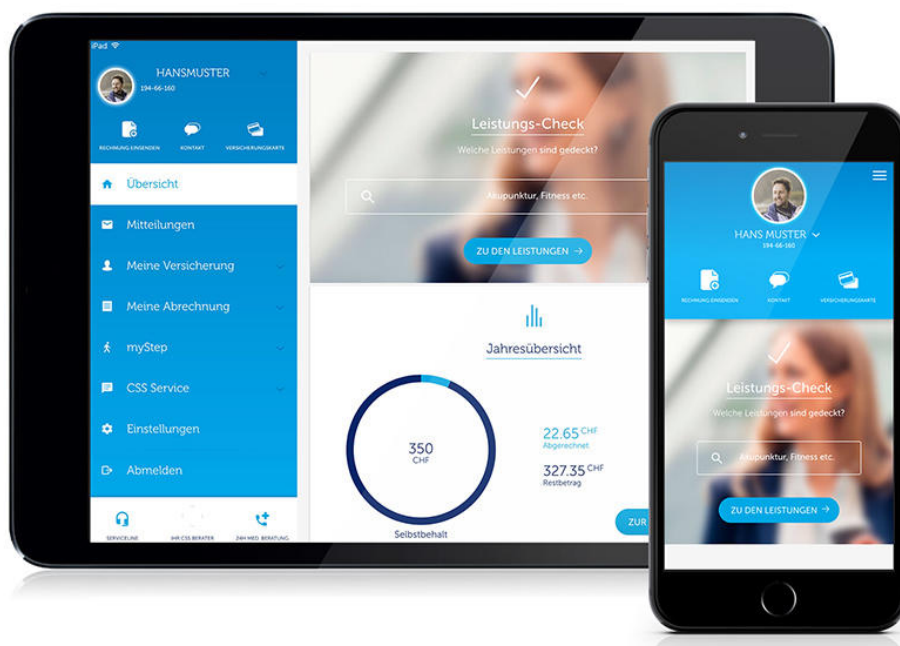 iPad
HANSMUSTER
194-66-160
RECHNUNG EINSENDEN
KONTAKT
VERSICHERUNGSKARTE
Übersicht
Mitteilungen
Meine Versicherung
Meine Abrechnung
myStep
CSS Service
Einstellungen
Abmelden
SERVICELINE
IHR CSS BERATER
24H MED. BERATUNG
Leistungs-Check
Welche Leistungen sind gedeckt?
Akupunktur, Fitness etc.
ZU DEN LEISTUNGEN →
Jahresübersicht
350
CHF
Selbstbehalt
22.65 CHF
Abgerechnet
327.35 CHF
Restbetrag
ZUR
HANS MUSTER
194-66-160
RECHNUNG EINSENDEN
KONTAKT
VERSICHERUNGSKARTE
Leistungs-Check
Welche Leistungen sind gedeckt?
Akupunktur, Fitness etc.
ZU DEN LEISTUNGEN →